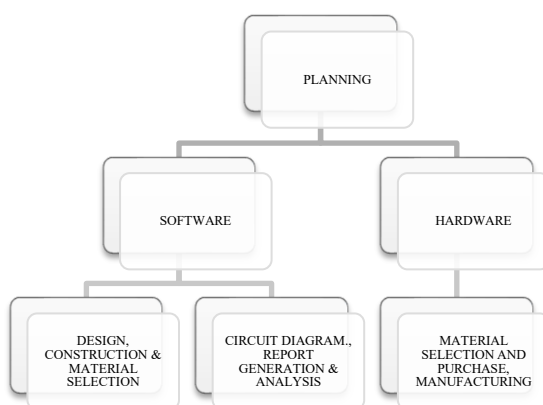 PLANNING
SOFTWARE
HARDWARE
DESIGN,
CONSTRUCTION &
MATERIAL
SELECTION
CIRCUIT DIAGRAM.,
REPORT
GENERATION &
ANALYSIS
MATERIAL
SELECTION AND
PURCHASE,
MANUFACTURING